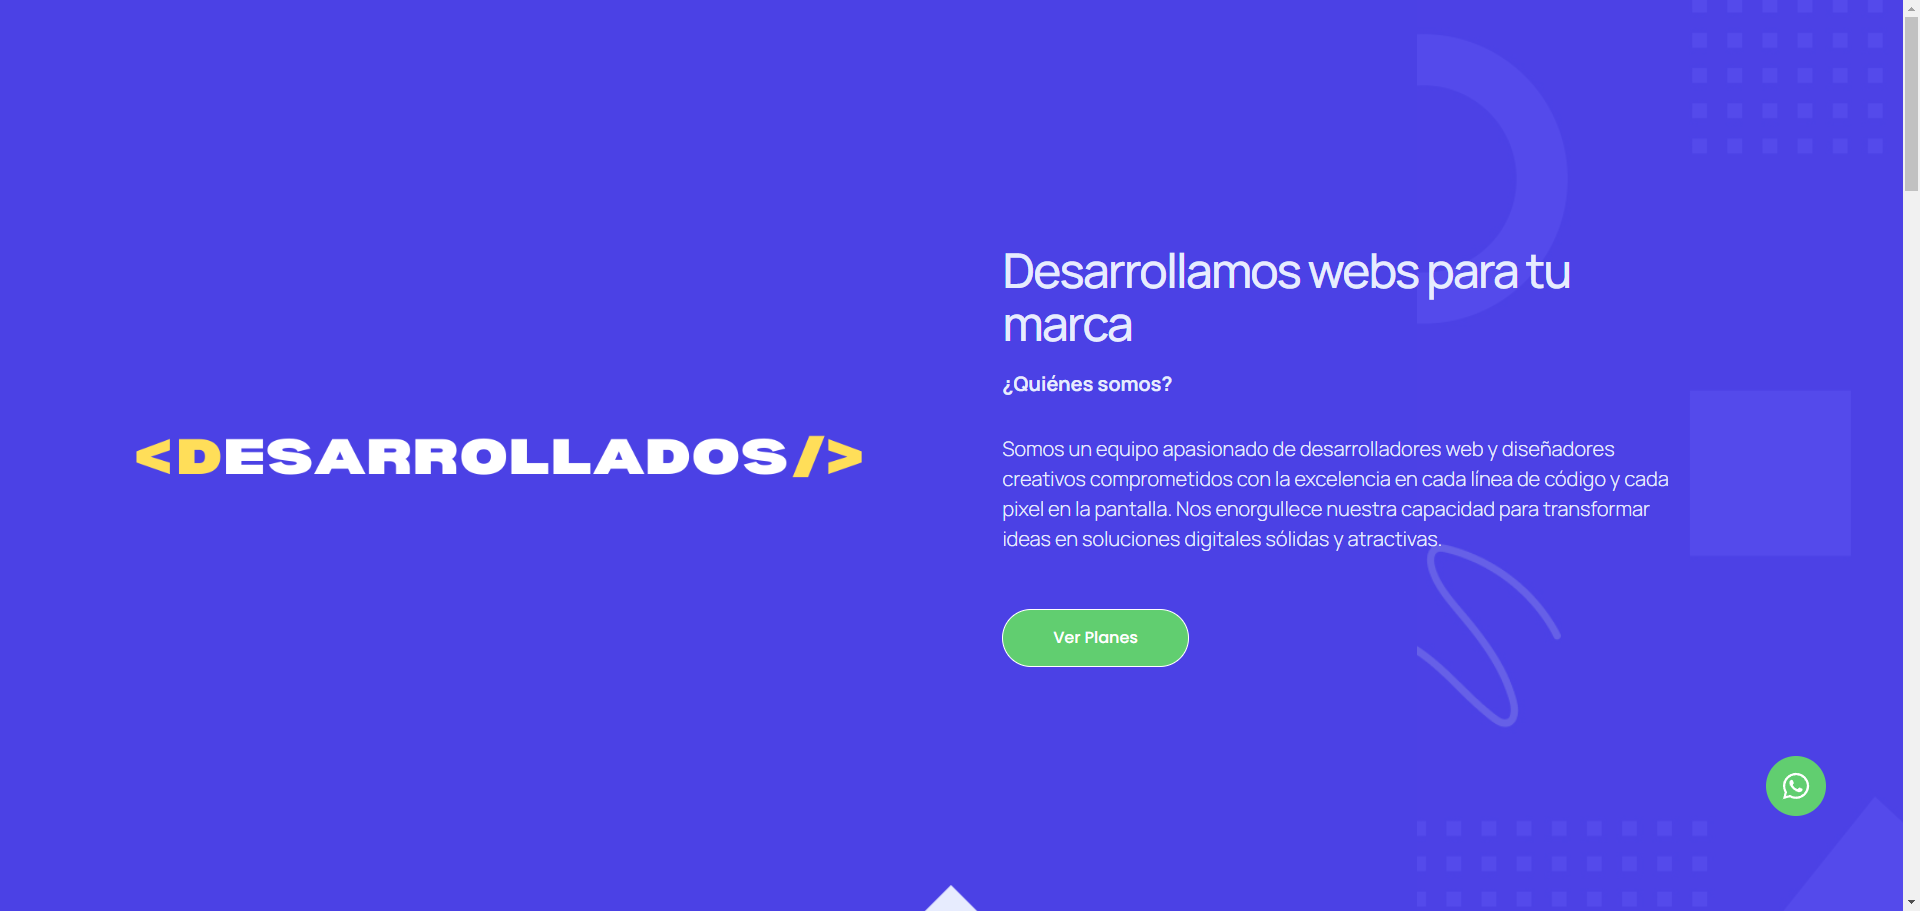 <DESARROLLADOS/>
Desarrollamos webs para tu
marca
¿Quiénes somos?
Somos un equipo apasionado de desarrolladores web y diseñadores
creativos comprometidos con la excelencia en cada línea de código y cada
pixel en la pantalla. Nos enorgullece nuestra capacidad para transformar
ideas en soluciones digitales sólidas y atractivas.
Ver Planes